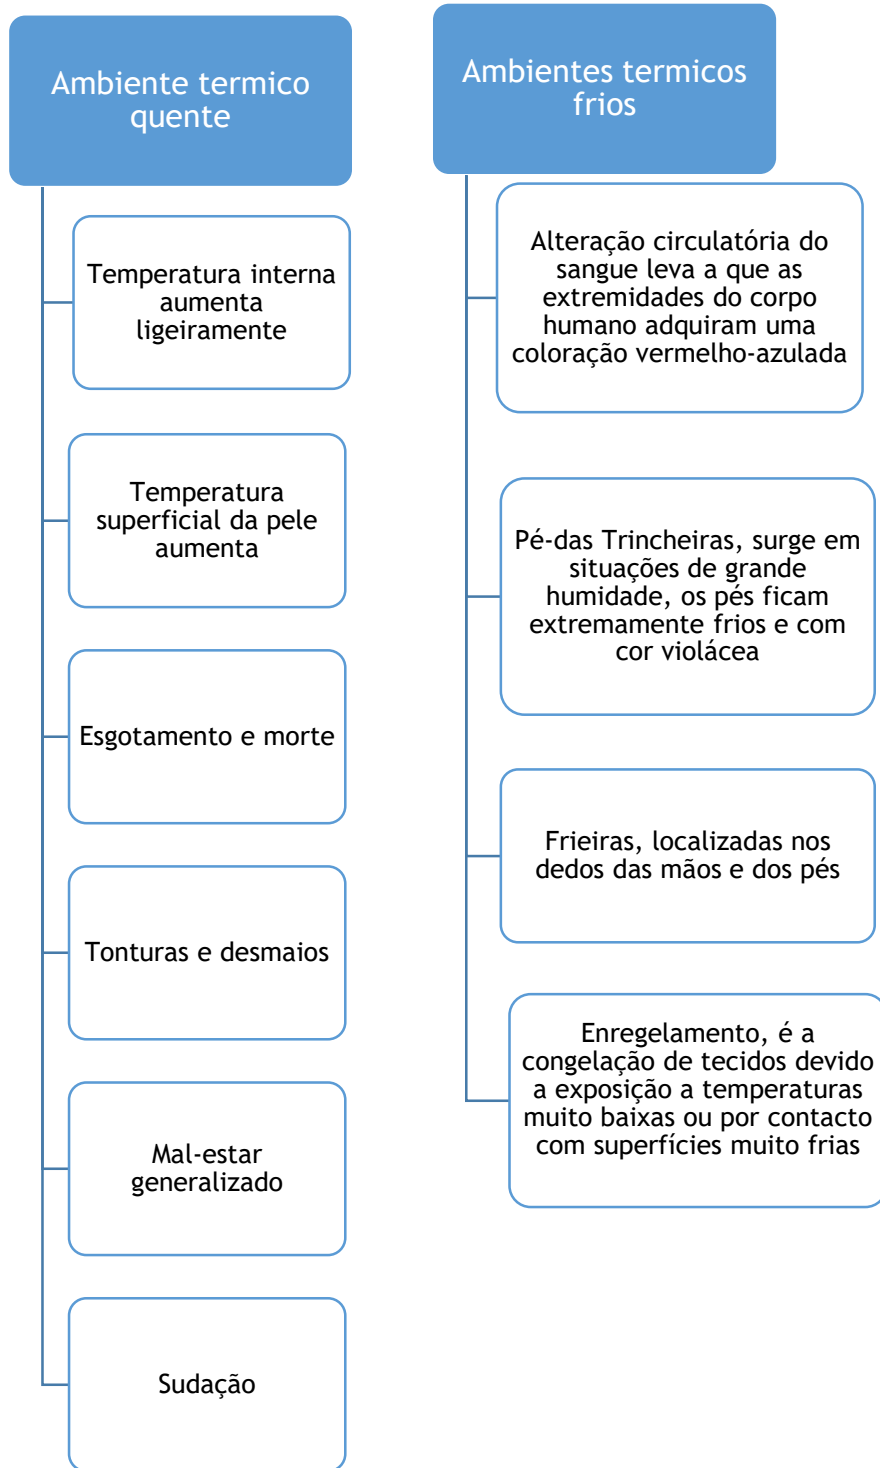 Ambiente termico
quente
Temperatura interna
aumenta
ligeiramente
Temperatura
superficial da pele
aumenta
Esgotamento e morte
Tonturas e desmaios
Mal-estar
generalizado
Sudação
Ambientes termicos
frios
Alteração circulatória do
sangue leva a que as
extremidades do corpo
humano adquiram uma
coloração vermelho-azulada
Pé-das Trincheiras, surge em
situações de grande
humidade, os pés ficam
extremamente frios e com
cor violácea
Frieiras, localizadas nos
dedos das mãos e dos pés
Enregelamento, é a
congelação de tecidos devido
a exposição a temperaturas
muito baixas ou por contacto
com superfícies muito frias